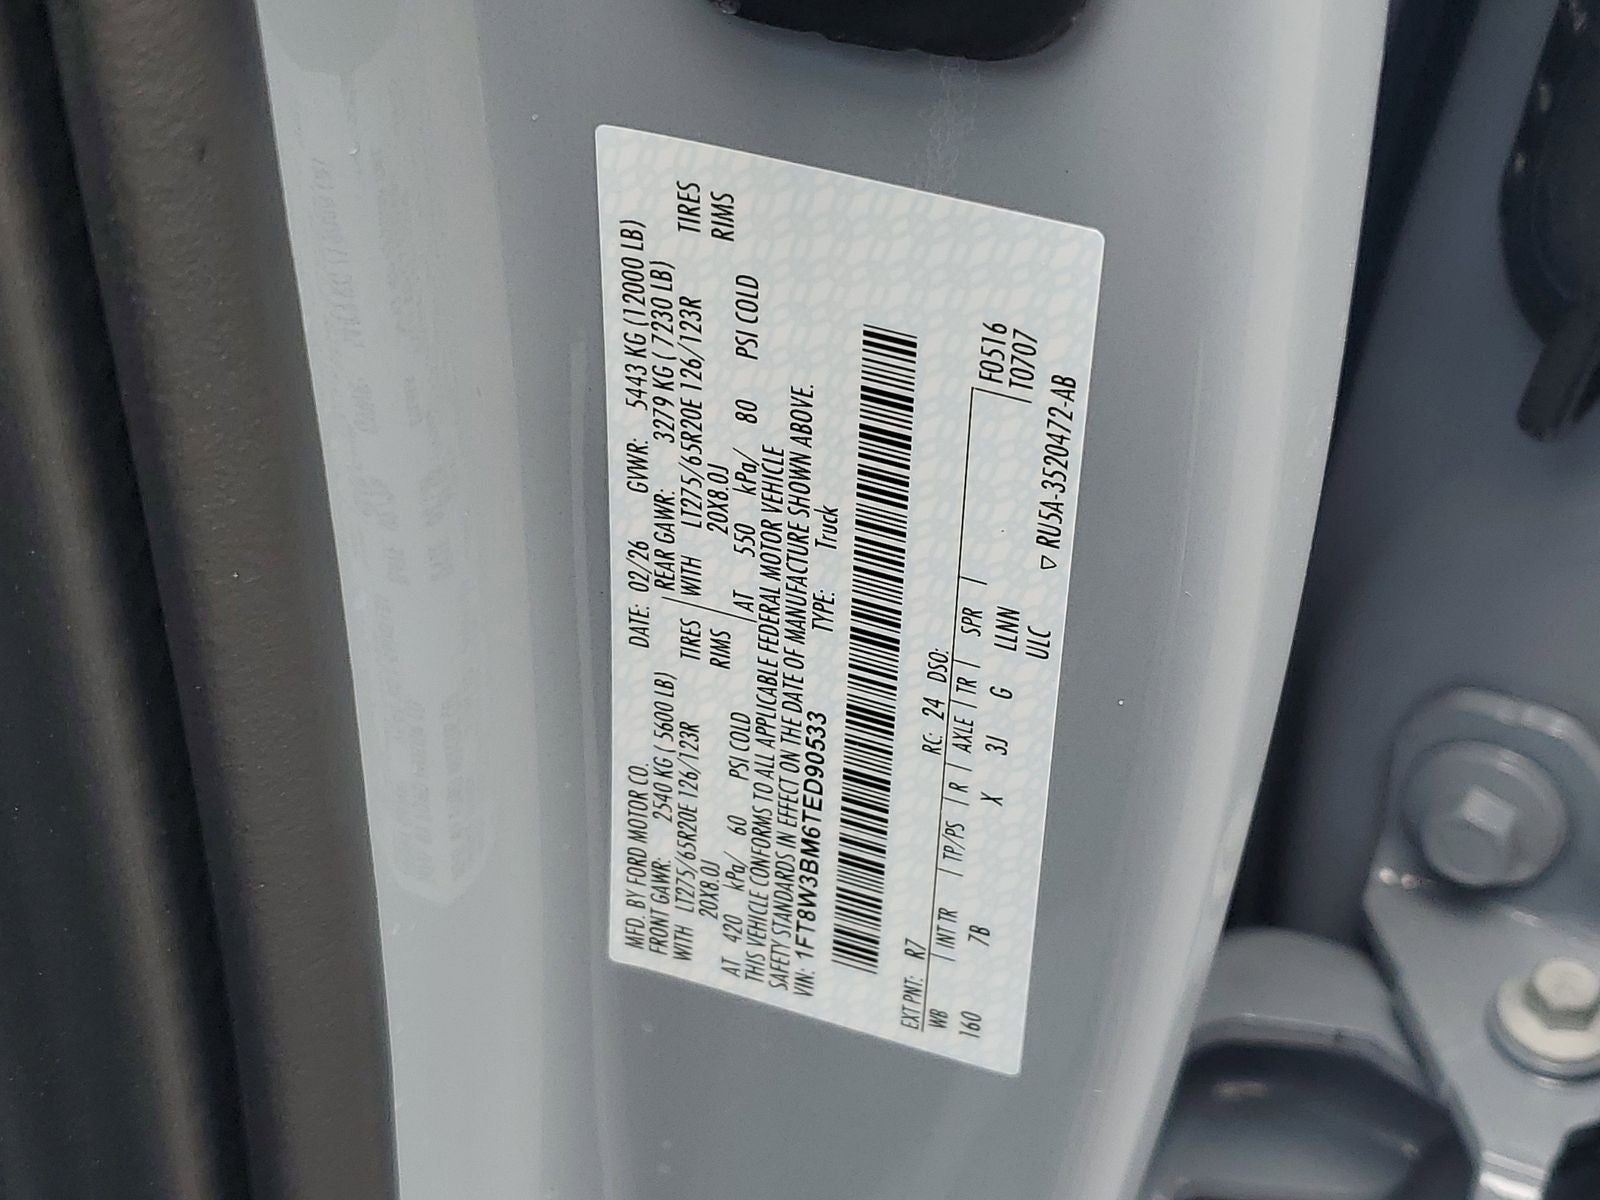 MFD. BY FORD MOTOR CO. DATE: 02/26 GVWR: 5443 KG (12000 LB)
FRONT GAWR: 2540 KG ( 5600 LB) REAR GAWR: 3279 KG ( 7230 LB)
WITH LT275/65R20E 126/123R TIRES WITH LT275/65R20E 126/123R TIRES
20X8.0J RIMS 20X8.0J RIMS
AT 420 kPa/ 60 PSI COLD AT 550 kPa/ 80 PSI COLD
THIS VEHICLE CONFORMS TO ALL APPLICABLE FEDERAL MOTOR VEHICLE
SAFETY STANDARDS IN EFFECT ON THE DATE OF MANUFACTURE SHOWN ABOVE.
VIN: 1FT8W3BM6TED90533 TYPE: Truck
EXT PNT: R7 RC: 24 DSO:
WB INT TR TP/PS R AXLE TR SPR F0516
160 7B X 3J G LLNN T0707
ULC
▽ RU5A-3520472-AB